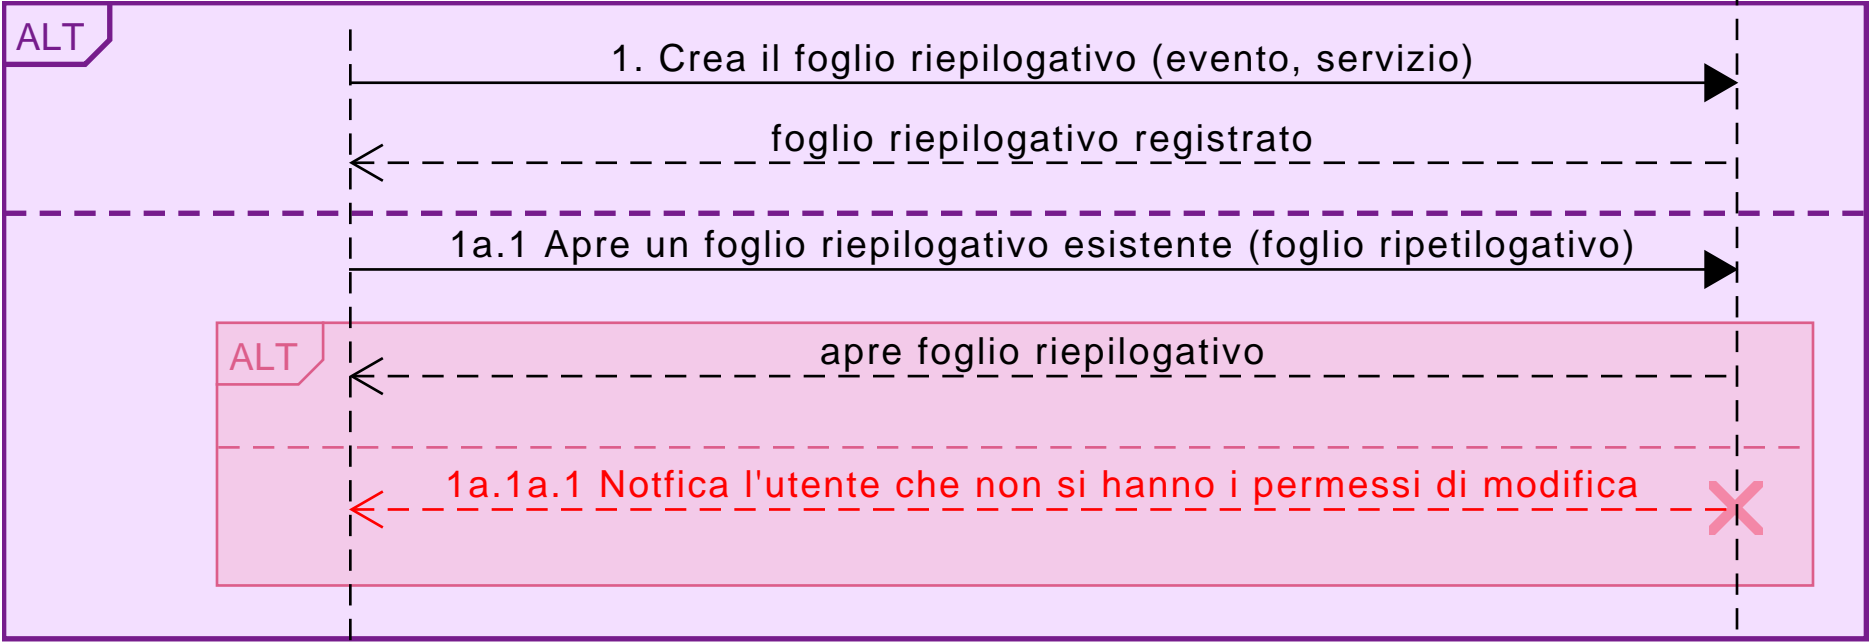 ALT
1. Crea il foglio riepilogativo (evento, servizio)
foglio riepilogativo registrato
1a.1 Apre un foglio riepilogativo esistente (foglio ripetilogativo)
ALT
apre foglio riepilogativo
1a.1a.1 Notfica l'utente che non si hanno i permessi di modifica